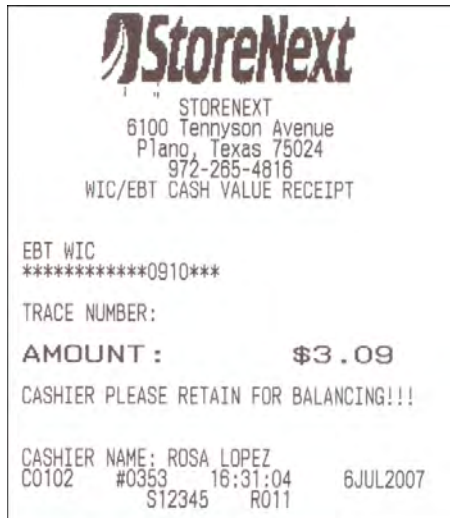 StoreNext
STORENEXT
6100 Tennyson Avenue
Plano, Texas 75024
972-265-4816
WIC/EBT CASH VALUE RECEIPT
EBT WIC
************0910***
TRACE NUMBER:
AMOUNT: $3.09
CASHIER PLEASE RETAIN FOR BALANCING!!!
CASHIER NAME: ROSA LOPEZ
C0102 #0353 16:31:04 6JUL2007
S12345 R011